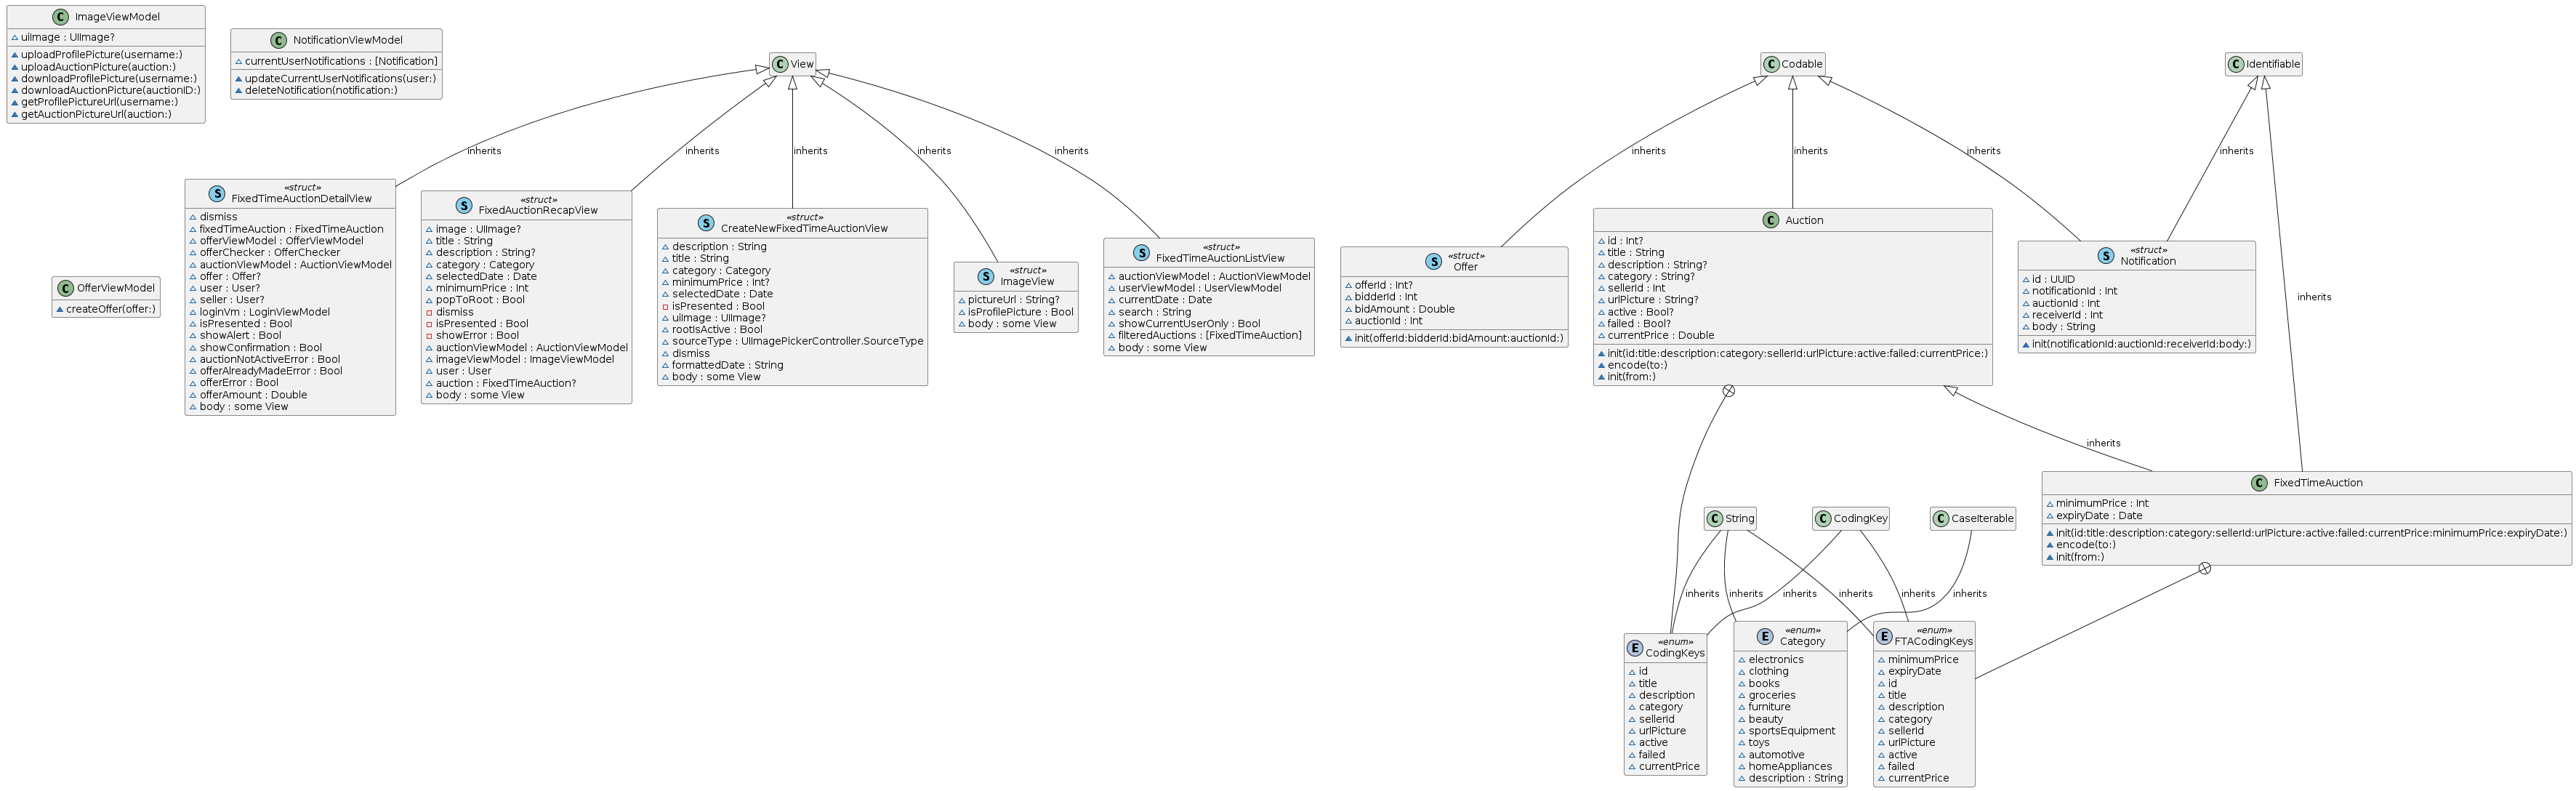 ImageViewModel
uiImage : UIImage?
uploadProfilePicture(username:)
uploadAuctionPicture(auction:)
downloadProfilePicture(username:)
downloadAuctionPicture(auctionID:)
getProfilePictureUrl(username:)
getAuctionPictureUrl(auction:)
NotificationViewModel
currentUserNotifications : [Notification]
updateCurrentUserNotifications(user:)
deleteNotification(notification:)
View
Codable
Identifiable
inherits
inherits
inherits
inherits
inherits
inherits
inherits
inherits
inherits
inherits
OfferViewModel
createOffer(offer:)
«struct»
FixedTimeAuctionDetailView
dismiss
fixedTimeAuction : FixedTimeAuction
offerViewModel : OfferViewModel
offerChecker : OfferChecker
auctionViewModel : AuctionViewModel
offer : Offer?
user : User?
seller : User?
loginVm : LoginViewModel
isPresented : Bool
showAlert : Bool
showConfirmation : Bool
auctionNotActiveError : Bool
offerAlreadyMadeError : Bool
offerError : Bool
offerAmount : Double
body : some View
«struct»
FixedAuctionRecapView
image : UIImage?
title : String
description : String?
category : Category
selectedDate : Date
minimumPrice : Int
popToRoot : Bool
dismiss
isPresented : Bool
showError : Bool
auctionViewModel : AuctionViewModel
imageViewModel : ImageViewModel
user : User
auction : FixedTimeAuction?
body : some View
«struct»
CreateNewFixedTimeAuctionView
description : String
title : String
category : Category
minimumPrice : Int?
selectedDate : Date
isPresented : Bool
uiImage : UIImage?
rootIsActive : Bool
sourceType : UIImagePickerController.SourceType
dismiss
formattedDate : String
body : some View
«struct»
ImageView
pictureUrl : String?
isProfilePicture : Bool
body : some View
«struct»
FixedTimeAuctionListView
auctionViewModel : AuctionViewModel
userViewModel : UserViewModel
currentDate : Date
search : String
showCurrentUserOnly : Bool
filteredAuctions : [FixedTimeAuction]
body : some View
«struct»
Offer
offerId : Int?
bidderId : Int
bidAmount : Double
auctionId : Int
init(offerId:bidderId:bidAmount:auctionId:)
Auction
id : Int?
title : String
description : String?
category : String?
sellerId : Int
urlPicture : String?
active : Bool?
failed : Bool?
currentPrice : Double
init(id:title:description:category:sellerId:urlPicture:active:failed:currentPrice:)
encode(to:)
init(from:)
«struct»
Notification
id : UUID
notificationId : Int
auctionId : Int
receiverId : Int
body : String
init(notificationId:auctionId:receiverId:body:)
inherits
FixedTimeAuction
minimumPrice : Int
expiryDate : Date
init(id:title:description:category:sellerId:urlPicture:active:failed:currentPrice:minimumPrice:expiryDate:)
encode(to:)
init(from:)
String
CodingKey
CaseIterable
inherits
inherits
inherits
inherits
inherits
inherits
«enum»
CodingKeys
id
title
description
category
sellerId
urlPicture
active
failed
currentPrice
«enum»
Category
electronics
clothing
books
groceries
furniture
beauty
sportsEquipment
toys
automotive
homeAppliances
description : String
«enum»
FTACodingKeys
minimumPrice
expiryDate
id
title
description
category
sellerId
urlPicture
active
failed
currentPrice